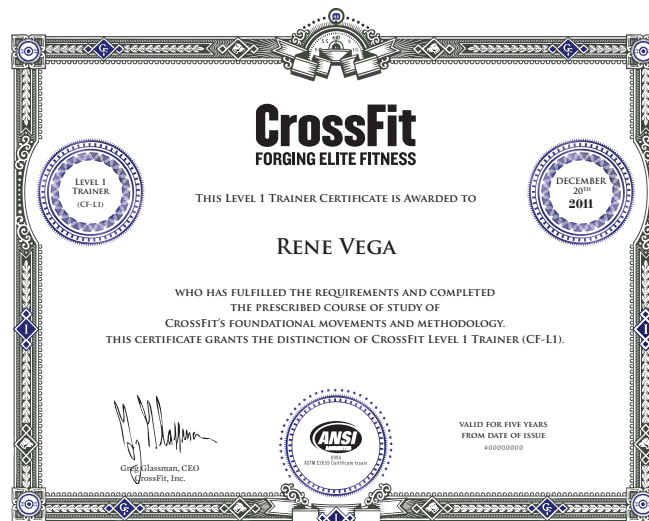 CrossFit
FORGING ELITE FITNESS
LEVEL 1
TRAINER
(CF-L1)
DECEMBER
20TH
2011
THIS LEVEL 1 TRAINER CERTIFICATE IS AWARDED TO
RENE VEGA
WHO HAS FULFILLED THE REQUIREMENTS AND COMPLETED
THE PRESCRIBED COURSE OF STUDY OF
CROSSFIT'S FOUNDATIONAL MOVEMENTS AND METHODOLOGY.
THIS CERTIFICATE GRANTS THE DISTINCTION OF CROSSFIT LEVEL 1 TRAINER (CF-L1).
Greg Glassman, CEO
CrossFit, Inc.
ANSI
0994
ASTM E2659 Certificate Issuer
VALID FOR FIVE YEARS
FROM DATE OF ISSUE
#00000000